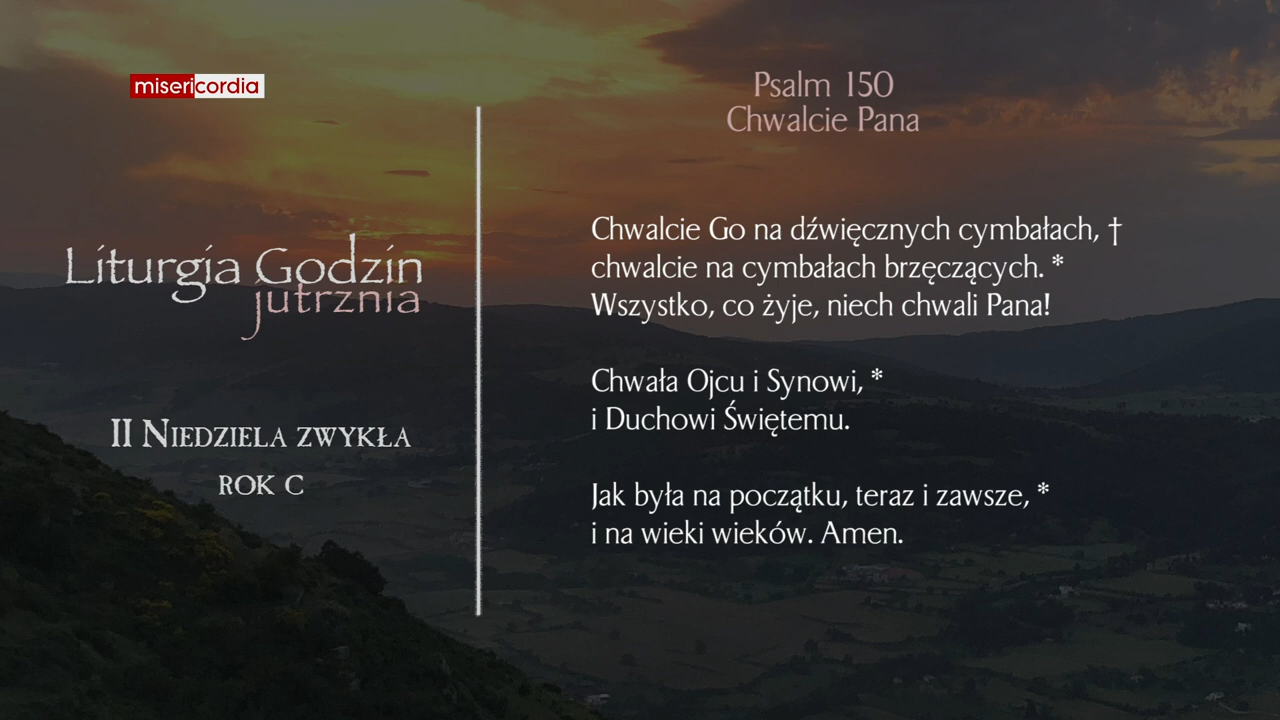 misericordia
Liturgia Godzin
jutrznia
II Niedziela zwykła
rok C
Psalm 150
Chwalcie Pana
Chwalcie Go na dźwięcznych cymbałach, †
chwalcie na cymbałach brzęczących. *
Wszystko, co żyje, niech chwali Pana!
Chwała Ojcu i Synowi, *
i Duchowi Świętemu.
Jak była na początku, teraz i zawsze, *
i na wieki wieków. Amen.